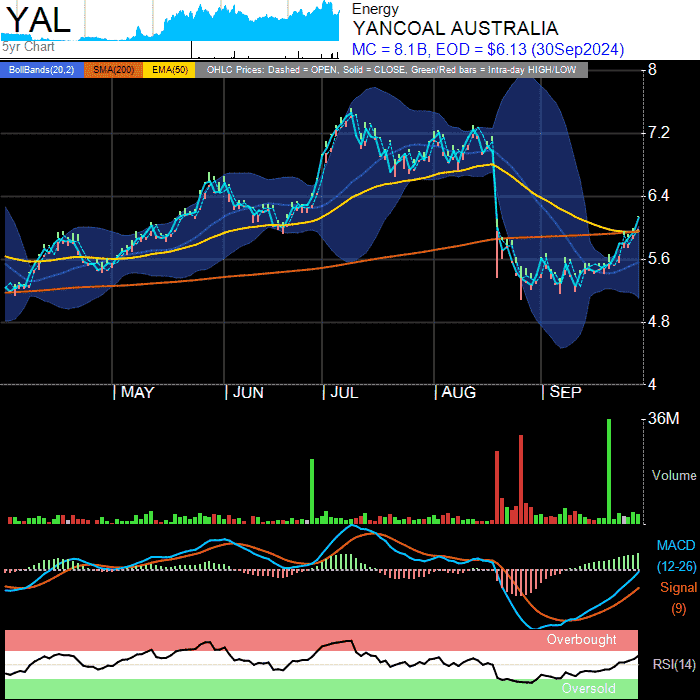 YAL
5yr Chart
Energy
YANCOAL AUSTRALIA
MC = 8.1B, EOD = $6.13 (30Sep2024)
BollBands(20,2) SMA(200) EMA(50) OHLC Prices: Dashed = OPEN, Solid = CLOSE, Green/Red bars = Intra-day HIGH/LOW
8
7.2
6.4
5.6
4.8
4
MAY JUN JUL AUG SEP
36M
Volume
MACD
(12-26)
Signal
(9)
Overbought
RSI(14)
Oversold